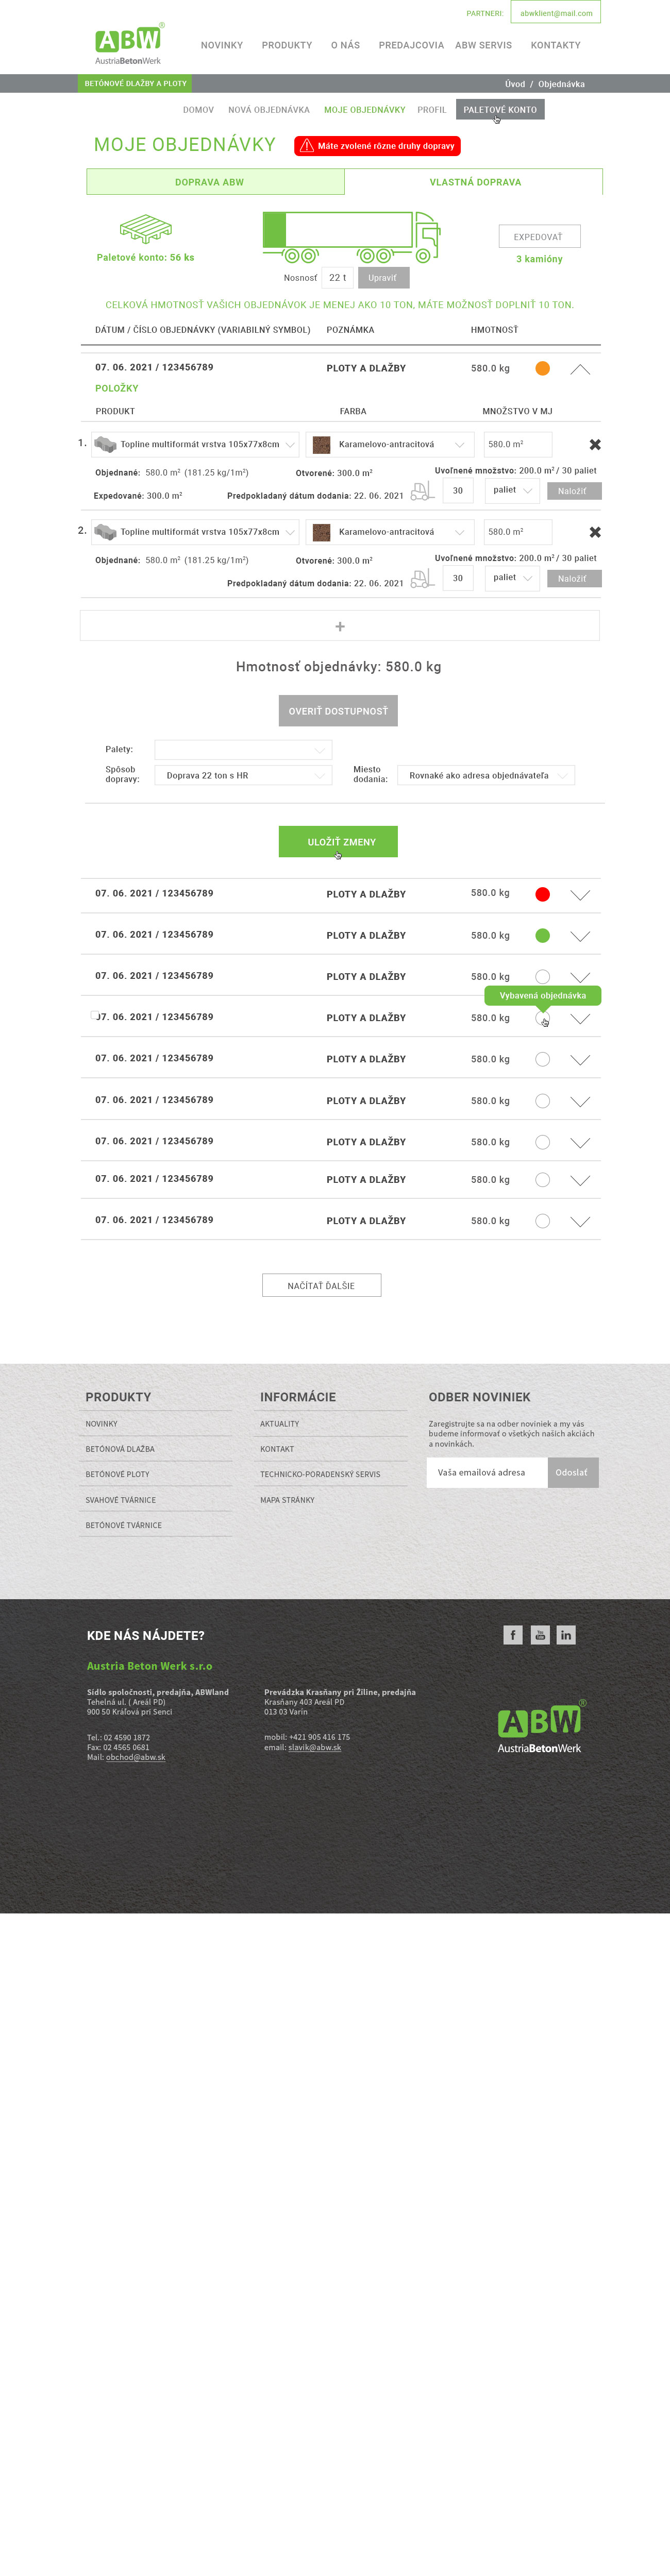 PARTNERI: abwklient@mail.com
ABW ®
AustriaBetonWerk
NOVINKY PRODUKTY O NÁS PREDAJCOVIA ABW SERVIS KONTAKTY
BETÓNOVÉ DLAŽBY A PLOTY Úvod / Objednávka
DOMOV NOVÁ OBJEDNÁVKA MOJE OBJEDNÁVKY PROFIL PALETOVÉ KONTO
MOJE OBJEDNÁVKY Máte zvolené rôzne druhy dopravy
DOPRAVA ABW VLASTNÁ DOPRAVA
EXPEDOVAŤ
Paletové konto: 56 ks 3 kamióny
Nosnosť 22 t Upraviť
CELKOVÁ HMOTNOSŤ VAŠICH OBJEDNÁVOK JE MENEJ AKO 10 TON, MÁTE MOŽNOSŤ DOPLNIŤ 10 TON.
DÁTUM / ČÍSLO OBJEDNÁVKY (VARIABILNÝ SYMBOL) POZNÁMKA HMOTNOSŤ
07. 06. 2021 / 123456789 PLOTY A DLAŽBY 580.0 kg
POLOŽKY
PRODUKT FARBA MNOŽSTVO V MJ
1. Topline multiformát vrstva 105x77x8cm Karamelovo-antracitová 580.0 m²
Objednané: 580.0 m² (181.25 kg/1m²) Otvorené: 300.0 m² Uvoľnené množstvo: 200.0 m² / 30 paliet
Expedované: 300.0 m² Predpokladaný dátum dodania: 22. 06. 2021 30 paliet Naložiť
2. Topline multiformát vrstva 105x77x8cm Karamelovo-antracitová 580.0 m²
Objednané: 580.0 m² (181.25 kg/1m²) Otvorené: 300.0 m² Uvoľnené množstvo: 200.0 m² / 30 paliet
Predpokladaný dátum dodania: 22. 06. 2021 30 paliet Naložiť
+
Hmotnosť objednávky: 580.0 kg
OVERIŤ DOSTUPNOSŤ
Palety:
Spôsob dopravy: Doprava 22 ton s HR Miesto dodania: Rovnaké ako adresa objednávateľa
ULOŽIŤ ZMENY
07. 06. 2021 / 123456789 PLOTY A DLAŽBY 580.0 kg
07. 06. 2021 / 123456789 PLOTY A DLAŽBY 580.0 kg
07. 06. 2021 / 123456789 PLOTY A DLAŽBY 580.0 kg
Vybavená objednávka
07. 06. 2021 / 123456789 PLOTY A DLAŽBY 580.0 kg
07. 06. 2021 / 123456789 PLOTY A DLAŽBY 580.0 kg
07. 06. 2021 / 123456789 PLOTY A DLAŽBY 580.0 kg
07. 06. 2021 / 123456789 PLOTY A DLAŽBY 580.0 kg
07. 06. 2021 / 123456789 PLOTY A DLAŽBY 580.0 kg
07. 06. 2021 / 123456789 PLOTY A DLAŽBY 580.0 kg
NAČÍTAŤ ĎALŠIE
PRODUKTY
NOVINKY
BETÓNOVÁ DLAŽBA
BETÓNOVÉ PLOTY
SVAHOVÉ TVÁRNICE
BETÓNOVÉ TVÁRNICE
INFORMÁCIE
AKTUALITY
KONTAKT
TECHNICKO-PORADENSKÝ SERVIS
MAPA STRÁNKY
ODBER NOVINIEK
Zaregistrujte sa na odber noviniek a my vás
budeme informovať o všetkých našich akciách
a novinkách.
Vaša emailová adresa Odoslať
KDE NÁS NÁJDETE?
f You Tube in
Austria Beton Werk s.r.o
Sídlo spoločnosti, predajňa, ABWland
Tehelná ul. ( Areál PD)
900 50 Kráľová pri Senci
Tel.: 02 4590 1872
Fax: 02 4565 0681
Mail: obchod@abw.sk
Prevádzka Krasňany pri Žiline, predajňa
Krasňany 403 Areál PD
013 03 Varín
mobil: +421 905 416 175
email: slavik@abw.sk
ABW ®
AustriaBetonWerk